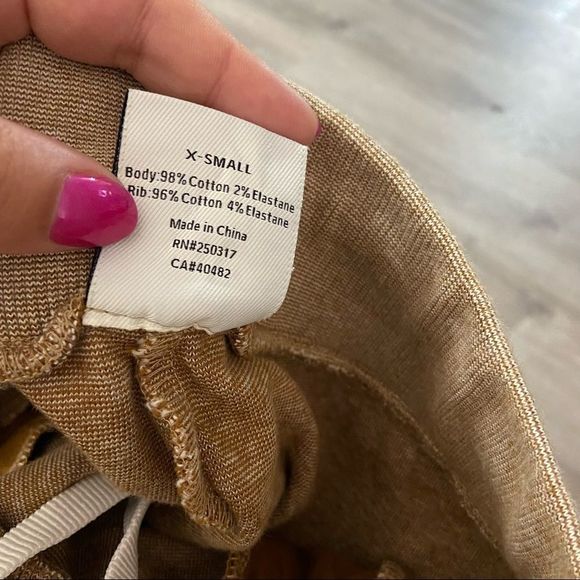 X-SMALL
Body:98% Cotton 2% Elastane
Rib:96% Cotton 4% Elastane
Made in China
RN#250317
CA#40482